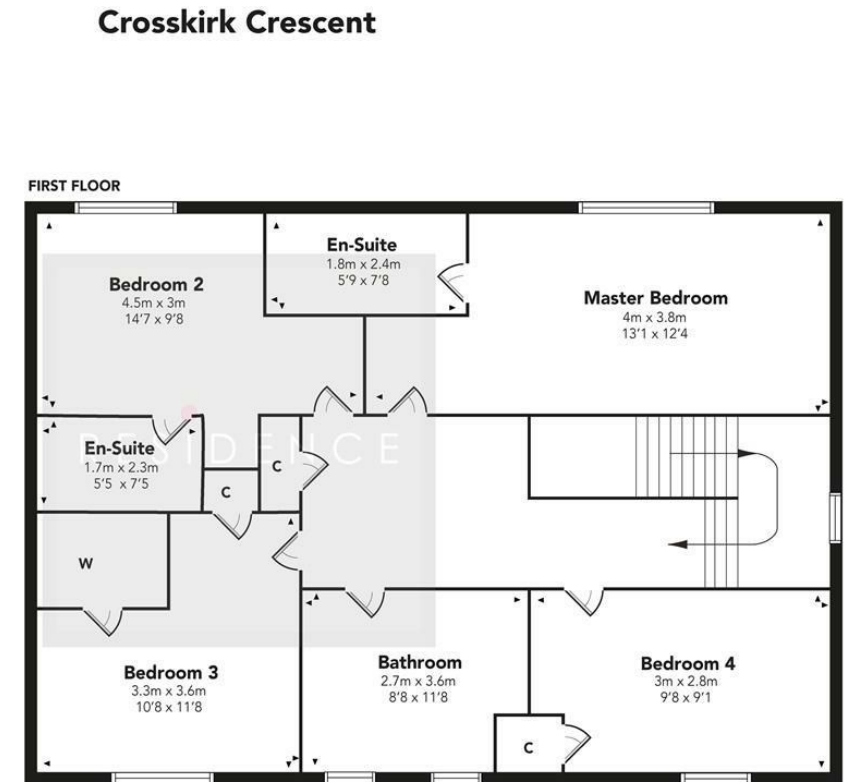 Crosskirk Crescent
FIRST FLOOR
En-Suite
1.8m x 2.4m
5'9 x 7'8
Bedroom 2
4.5m x 3m
14'7 x 9'8
Master Bedroom
4m x 3.8m
13'1 x 12'4
En-Suite
1.7m x 2.3m
5'5 x 7'5
RESIDENCE
C
C
W
Bedroom 3
3.3m x 3.6m
10'8 x 11'8
Bathroom
2.7m x 3.6m
8'8 x 11'8
Bedroom 4
3m x 2.8m
9'8 x 9'1
C